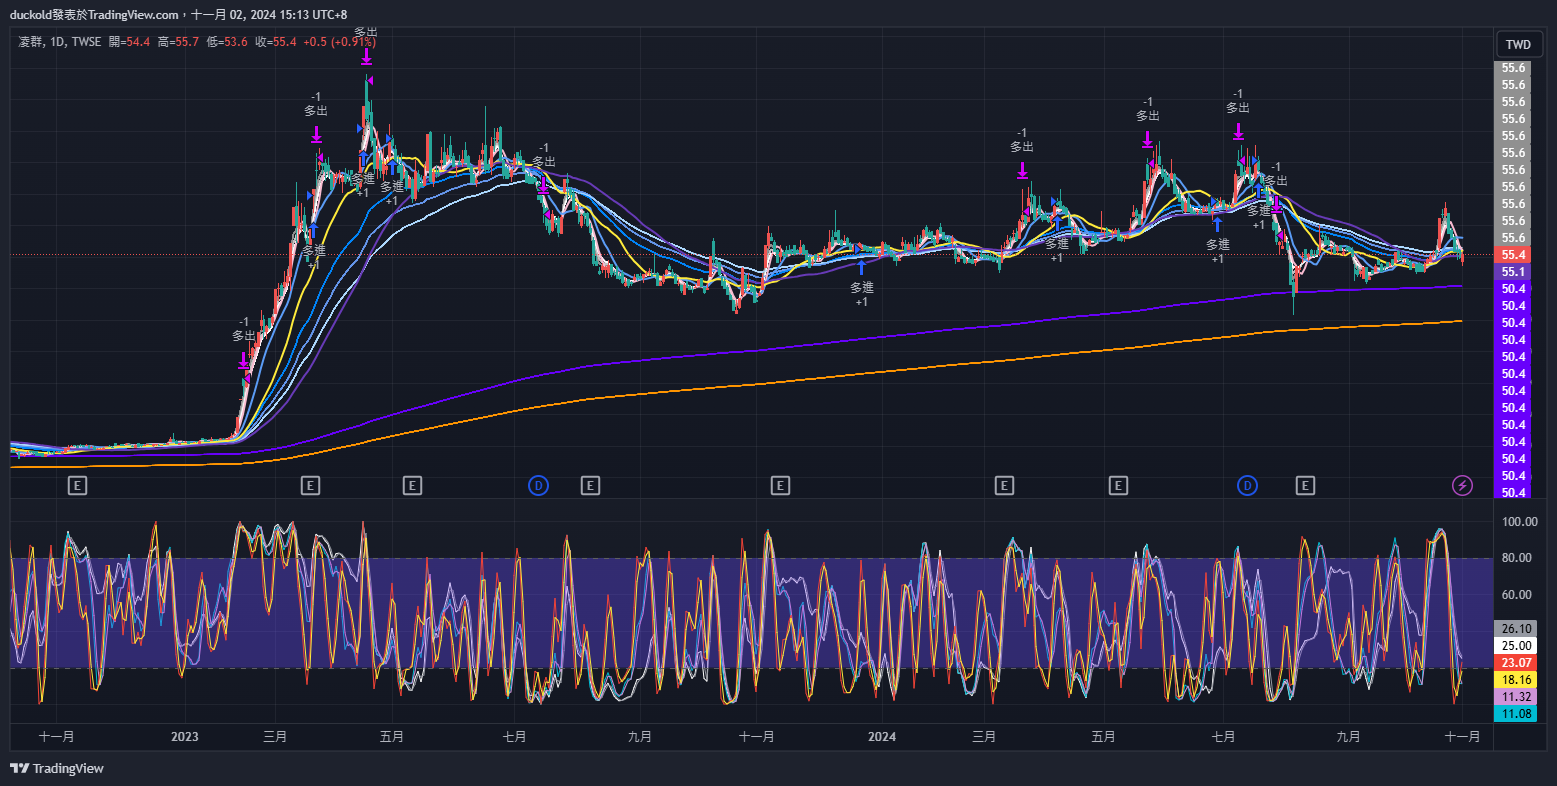 duckold發表於TradingView.com，十一月 02, 2024 15:13 UTC+8
凌群, 1D, TWSE 開=54.4 高=55.7 低=53.6 收=55.4 +0.5 (+0.91%)
TWD
多出
-1
多出
-1
多出
多進
+1
多進
+1
多進
+1
-1
多出
多進
+1
-1
多出
多進
+1
-1
多出
-1
多出
多進
+1
-1
多出
多進
+1
55.6
55.6
55.6
55.6
55.6
55.6
55.6
55.6
55.6
55.6
55.6
55.4
55.1
50.4
50.4
50.4
50.4
50.4
50.4
50.4
50.4
50.4
50.4
50.4
50.4
50.4
E
E
E
D
E
E
E
E
D
E
100.00
80.00
60.00
26.10
25.00
23.07
18.16
11.32
11.08
十一月
2023
三月
五月
七月
九月
十一月
2024
三月
五月
七月
九月
十一月
TradingView